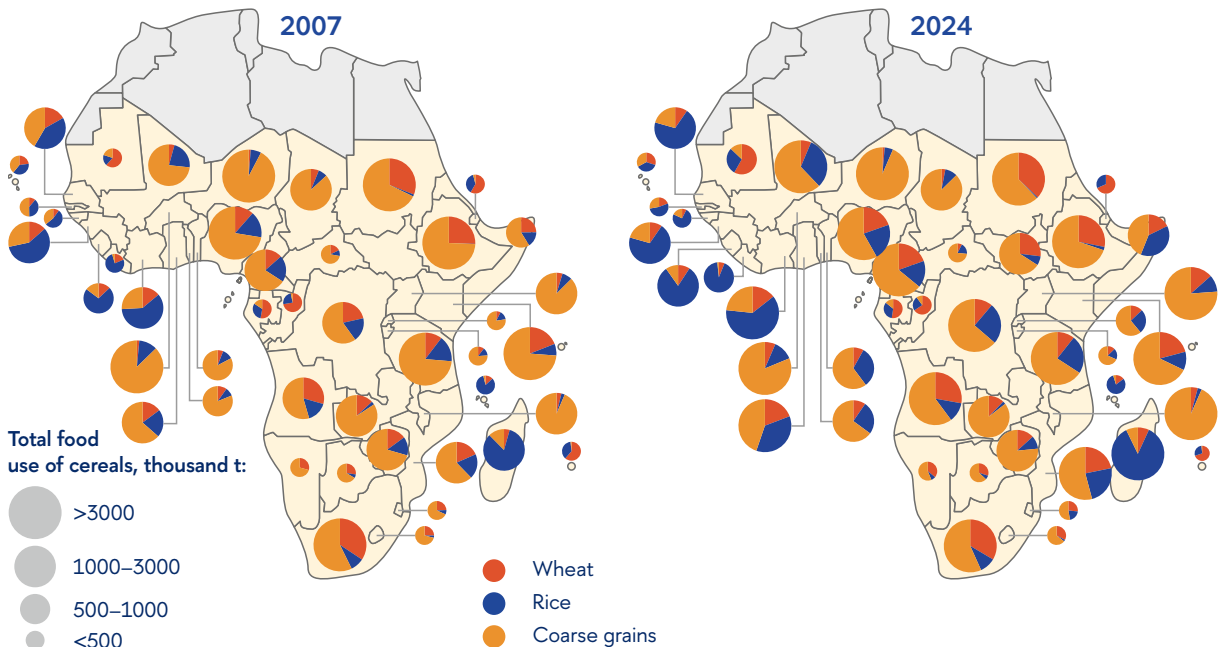 2007
2024
Total food
use of cereals, thousand t:
>3000
1000–3000
500–1000
<500
Wheat
Rice
Coarse grains